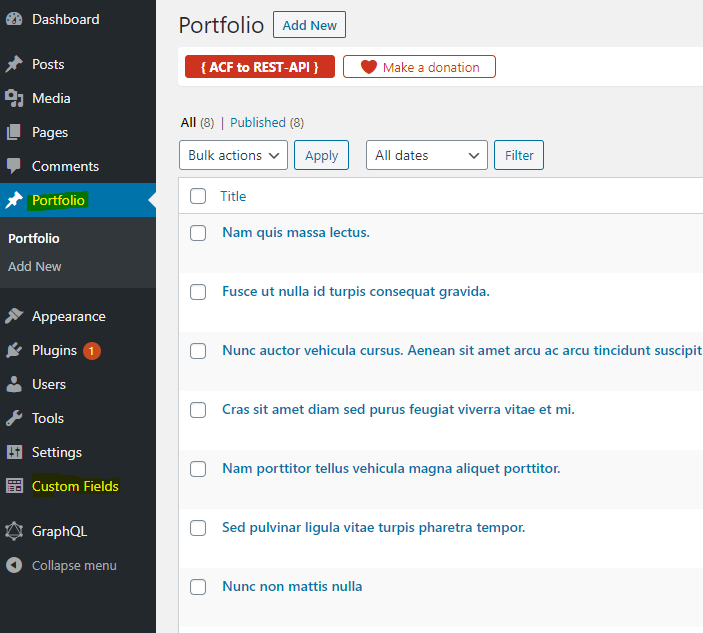 Dashboard
Posts
Media
Pages
Comments
Portfolio
Portfolio
Add New
Appearance
Plugins 1
Users
Tools
Settings
Custom Fields
GraphQL
Collapse menu
Portfolio Add New
{ ACF to REST-API } Make a donation
All (8) | Published (8)
Bulk actions Apply All dates Filter
Title
Nam quis massa lectus.
Fusce ut nulla id turpis consequat gravida.
Nunc auctor vehicula cursus. Aenean sit amet arcu ac arcu tincidunt suscipit
Cras sit amet diam sed purus feugiat viverra vitae et mi.
Nam porttitor tellus vehicula magna aliquet porttitor.
Sed pulvinar ligula vitae turpis pharetra tempor.
Nunc non mattis nulla